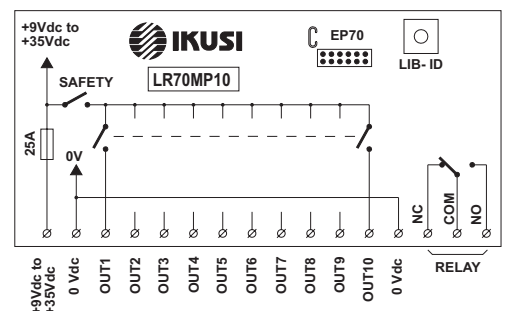 +9Vdc to
+35Vdc
IKUSI
EP70
LIB- ID
SAFETY
LR70MP10
25A
0V
NC
COM
NO
+9Vdc to
+35Vdc
0 Vdc
OUT1
OUT2
OUT3
OUT4
OUT5
OUT6
OUT7
OUT8
OUT9
OUT10
0 Vdc
RELAY